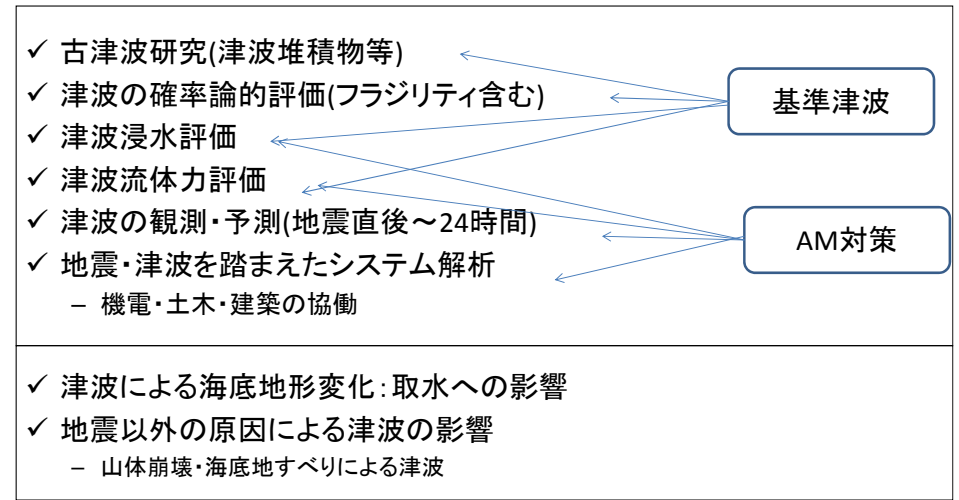 ✓ 古津波研究(津波堆積物等)
✓ 津波の確率論的評価(フラジリティ含む)
✓ 津波浸水評価
✓ 津波流体力評価
✓ 津波の観測・予測(地震直後～24時間)
✓ 地震・津波を踏まえたシステム解析
– 機電・土木・建築の協働
基準津波
AM対策
✓ 津波による海底地形変化:取水への影響
✓ 地震以外の原因による津波の影響
– 山体崩壊・海底地すべりによる津波